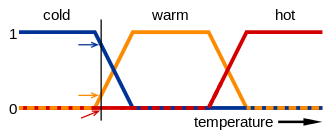 cold warm hot
1
0
temperature